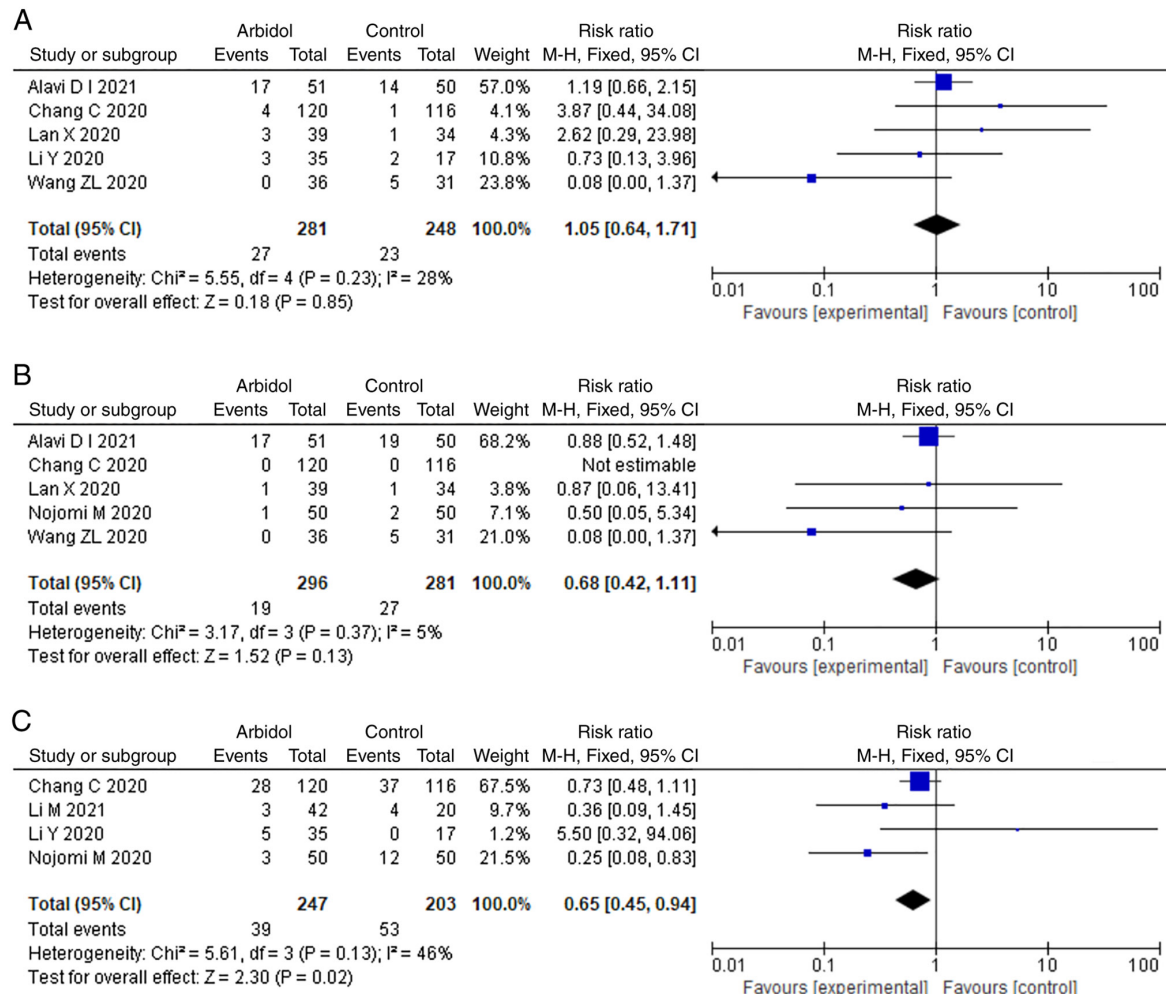 A
Arbidol Control Risk ratio Risk ratio
Study or subgroup Events Total Events Total Weight M-H, Fixed, 95% CI M-H, Fixed, 95% CI
Alavi D I 2021 17 51 14 50 57.0% 1.19 [0.66, 2.15]
Chang C 2020 4 120 1 116 4.1% 3.87 [0.44, 34.08]
Lan X 2020 3 39 1 34 4.3% 2.62 [0.29, 23.98]
Li Y 2020 3 35 2 17 10.8% 0.73 [0.13, 3.96]
Wang ZL 2020 0 36 5 31 23.8% 0.08 [0.00, 1.37]
Total (95% CI) 281 248 100.0% 1.05 [0.64, 1.71]
Total events 27 23
Heterogeneity: Chi² = 5.55, df = 4 (P = 0.23); I² = 28%
Test for overall effect: Z = 0.18 (P = 0.85)
0.01 0.1 1 10 100
Favours [experimental] Favours [control]
B
Arbidol Control Risk ratio Risk ratio
Study or subgroup Events Total Events Total Weight M-H, Fixed, 95% CI M-H, Fixed, 95% CI
Alavi D I 2021 17 51 19 50 68.2% 0.88 [0.52, 1.48]
Chang C 2020 0 120 0 116 Not estimable
Lan X 2020 1 39 1 34 3.8% 0.87 [0.06, 13.41]
Nojomi M 2020 1 50 2 50 7.1% 0.50 [0.05, 5.34]
Wang ZL 2020 0 36 5 31 21.0% 0.08 [0.00, 1.37]
Total (95% CI) 296 281 100.0% 0.68 [0.42, 1.11]
Total events 19 27
Heterogeneity: Chi² = 3.17, df = 3 (P = 0.37); I² = 5%
Test for overall effect: Z = 1.52 (P = 0.13)
0.01 0.1 1 10 100
Favours [experimental] Favours [control]
C
Arbidol Control Risk ratio Risk ratio
Study or subgroup Events Total Events Total Weight M-H, Fixed, 95% CI M-H, Fixed, 95% CI
Chang C 2020 28 120 37 116 67.5% 0.73 [0.48, 1.11]
Li M 2021 3 42 4 20 9.7% 0.36 [0.09, 1.45]
Li Y 2020 5 35 0 17 1.2% 5.50 [0.32, 94.06]
Nojomi M 2020 3 50 12 50 21.5% 0.25 [0.08, 0.83]
Total (95% CI) 247 203 100.0% 0.65 [0.45, 0.94]
Total events 39 53
Heterogeneity: Chi² = 5.61, df = 3 (P = 0.13); I² = 46%
Test for overall effect: Z = 2.30 (P = 0.02)
0.01 0.1 1 10 100
Favours [experimental] Favours [control]